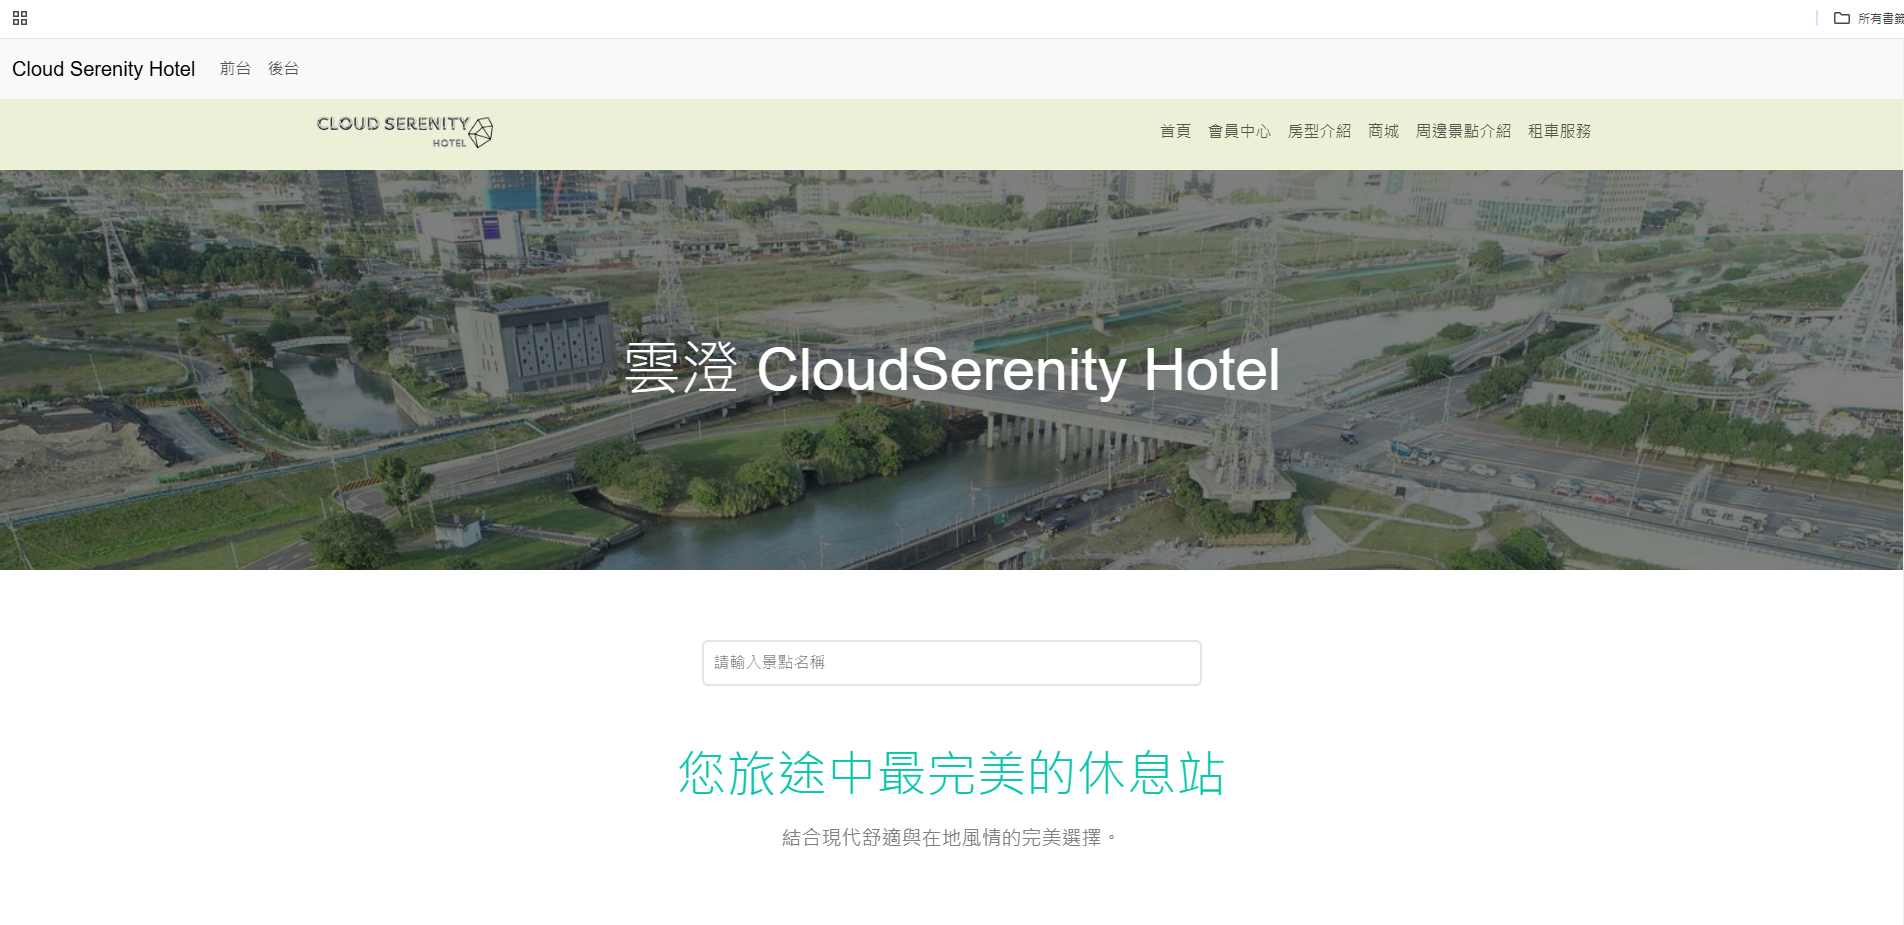 所有書籤
Cloud Serenity Hotel 前台 後台
CLOUD SERENITY
HOTEL
首頁 會員中心 房型介紹 商城 周邊景點介紹 租車服務
雲澄 CloudSerenity Hotel
請輸入景點名稱
您旅途中最完美的休息站
結合現代舒適與在地風情的完美選擇。